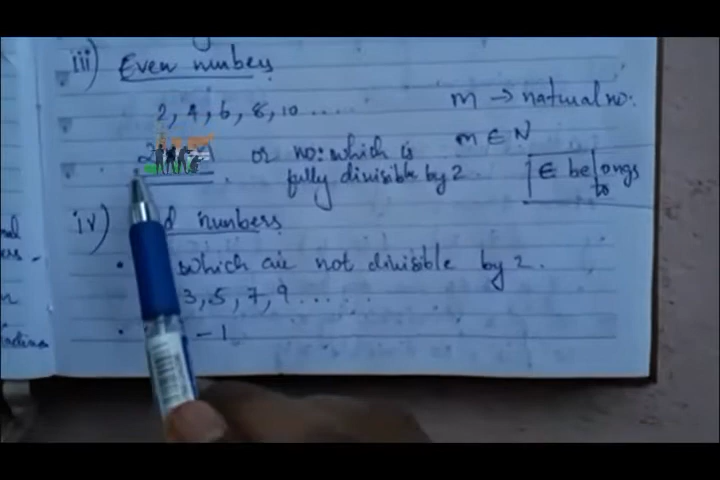 iii) Even numbers
2, 4, 6, 8, 10 .....
m → natural no:
m ∈ N
or no: which is
fully divisible by 2
∈ belongs
to
iv) numbers
• which are not divisible by 2.
3, 5, 7, 9 ......
• - 1